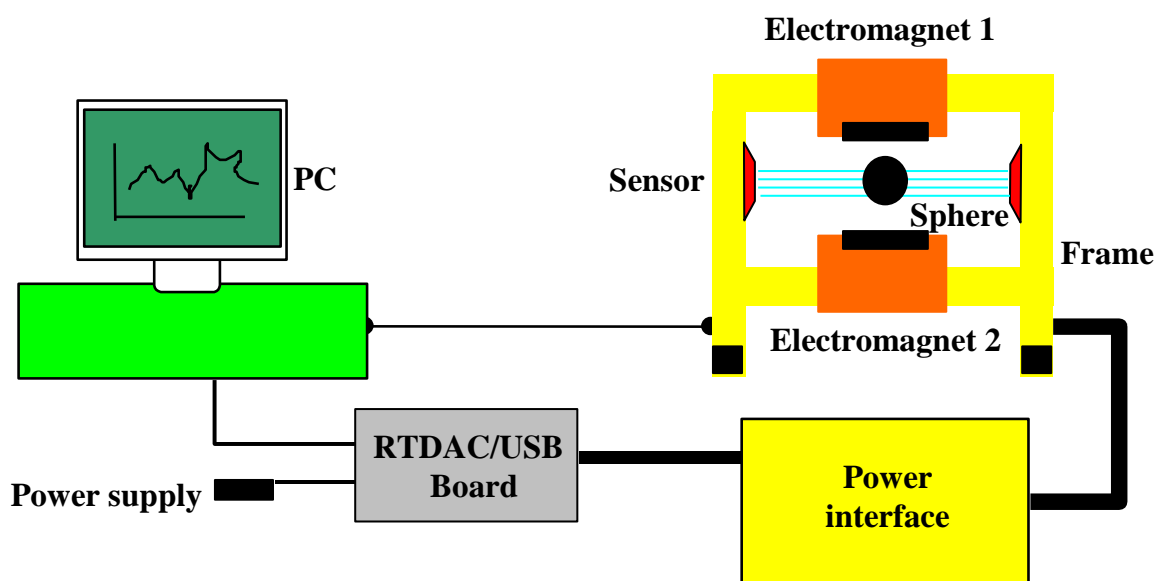 Electromagnet 1
PC
Sensor
Sphere
Frame
Electromagnet 2
RTDAC/USB
Board
Power supply
Power
interface